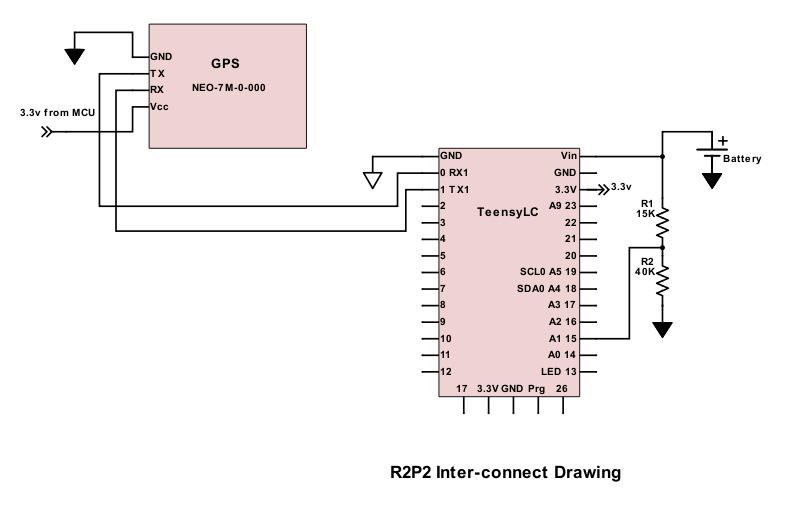 GND
GPS
TX
NEO-7M-0-000
RX
Vcc
3.3v from MCU
GND
Vin
+
Battery
0 RX1
GND
1 TX1
3.3V
3.3v
2
A9 23
R1
15K
TeensyLC
3
22
4
21
5
20
R2
40K
6
SCL0 A5 19
7
SDA0 A4 18
8
A3 17
9
A2 16
10
A1 15
11
A0 14
12
LED 13
17 3.3V GND Prg 26
R2P2 Inter-connect Drawing